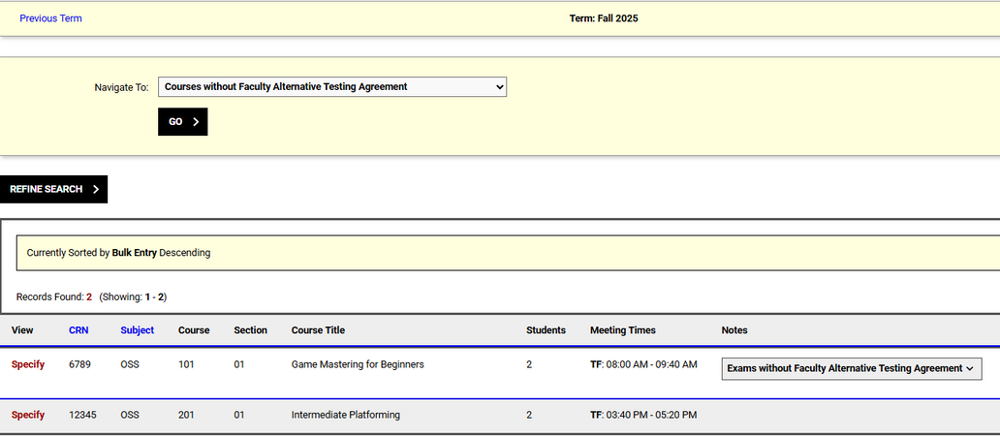 Previous Term Term: Fall 2025
Navigate To: Courses without Faculty Alternative Testing Agreement
GO
REFINE SEARCH
Currently Sorted by Bulk Entry Descending
Records Found: 2 (Showing: 1 - 2)
View CRN Subject Course Section Course Title Students Meeting Times Notes
Specify 6789 OSS 101 01 Game Mastering for Beginners 2 TF: 08:00 AM - 09:40 AM Exams without Faculty Alternative Testing Agreement
Specify 12345 OSS 201 01 Intermediate Platforming 2 TF: 03:40 PM - 05:20 PM